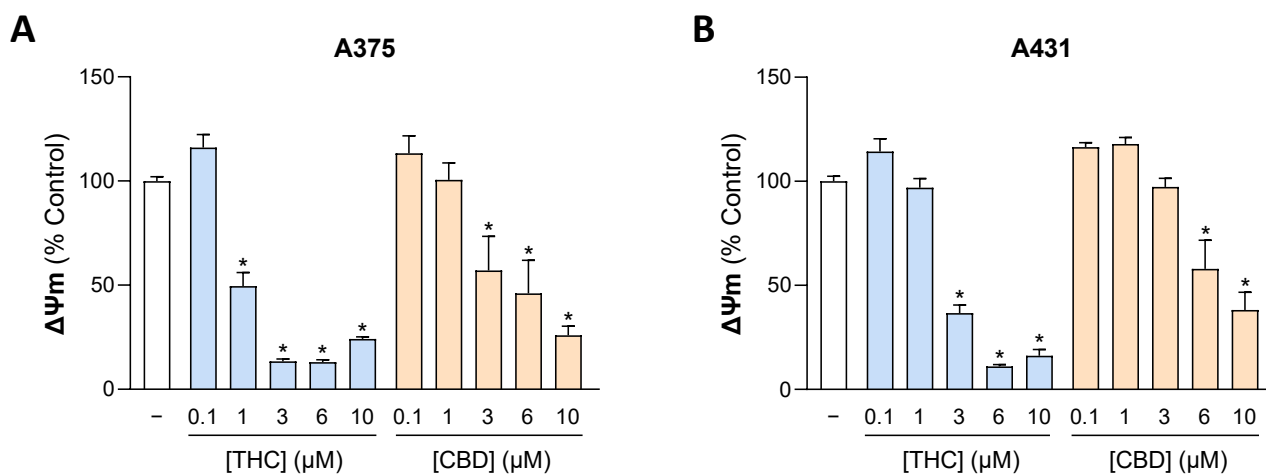 A
A375
150
100
50
0
ΔΨm (% Control)
* * * * * * *
– 0.1 1 3 6 10 0.1 1 3 6 10
[THC] (µM) [CBD] (µM)
B
A431
150
100
50
0
ΔΨm (% Control)
* * * * *
– 0.1 1 3 6 10 0.1 1 3 6 10
[THC] (µM) [CBD] (µM)